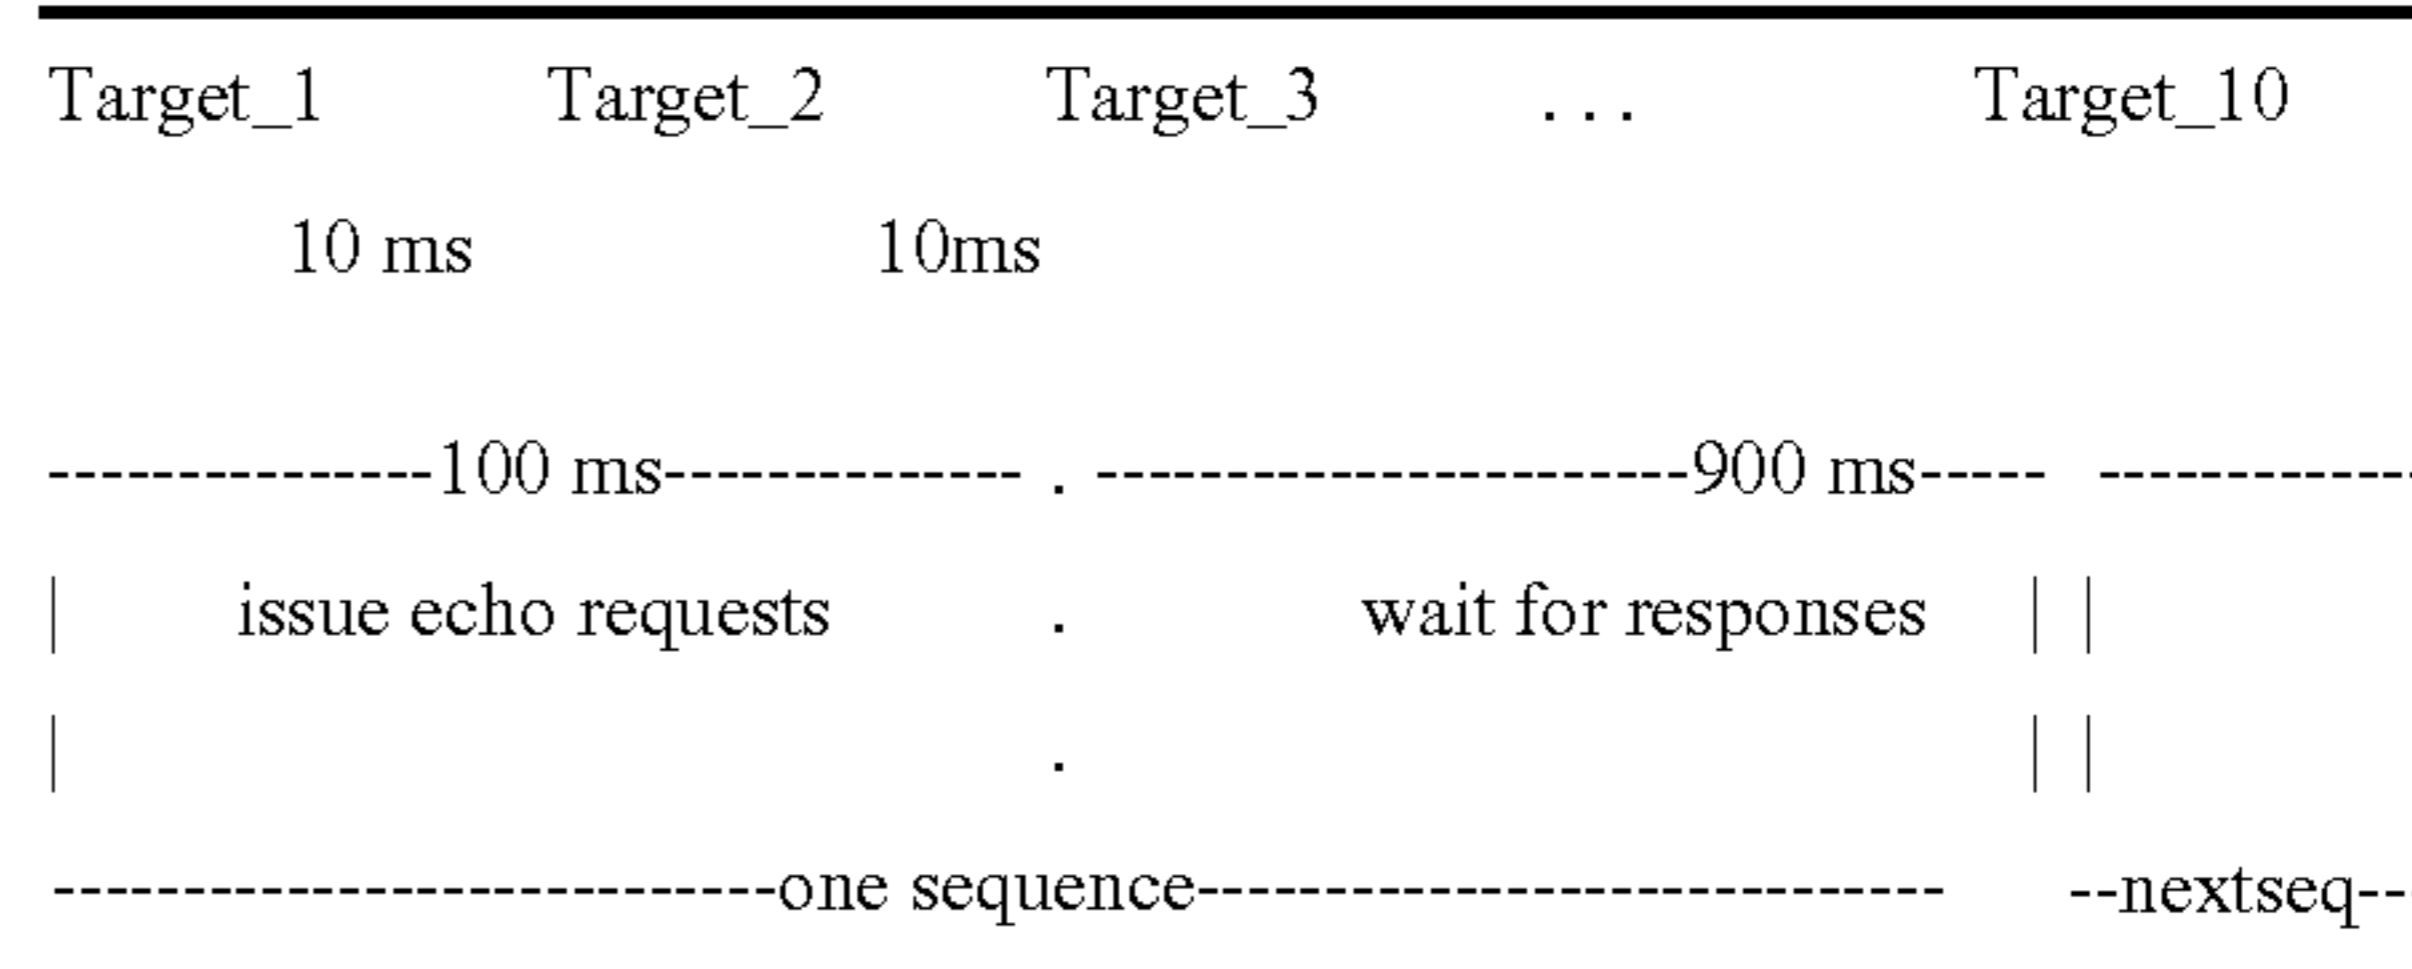 Target_1 Target_2 Target_3 . . . Target_10
10 ms 10ms
---------------100 ms-------------- . -----------------------900 ms----- ------------
| issue echo requests . wait for responses | |
| . | |
----------------------------one sequence----------------------------- --nextseq--